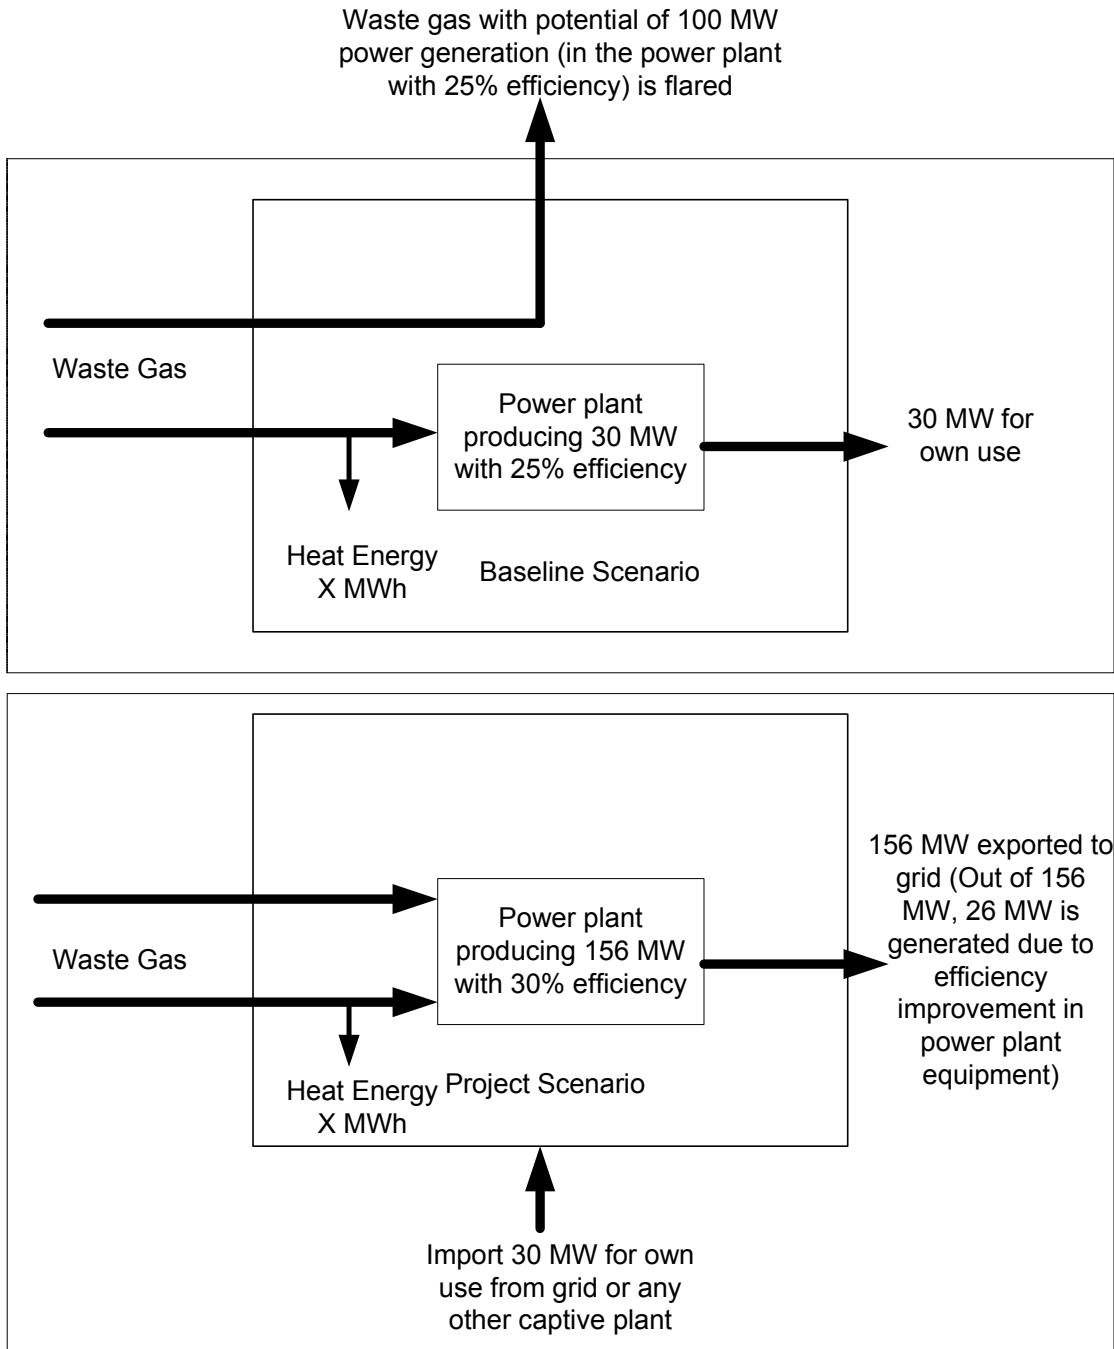 Waste gas with potential of 100 MW
power generation (in the power plant
with 25% efficiency) is flared
Waste Gas
Power plant
producing 30 MW
with 25% efficiency
30 MW for
own use
Heat Energy
X MWh
Baseline Scenario
156 MW exported to
grid (Out of 156
MW, 26 MW is
generated due to
efficiency
improvement in
power plant
equipment)
Waste Gas
Power plant
producing 156 MW
with 30% efficiency
Heat Energy
X MWh
Project Scenario
Import 30 MW for own
use from grid or any
other captive plant